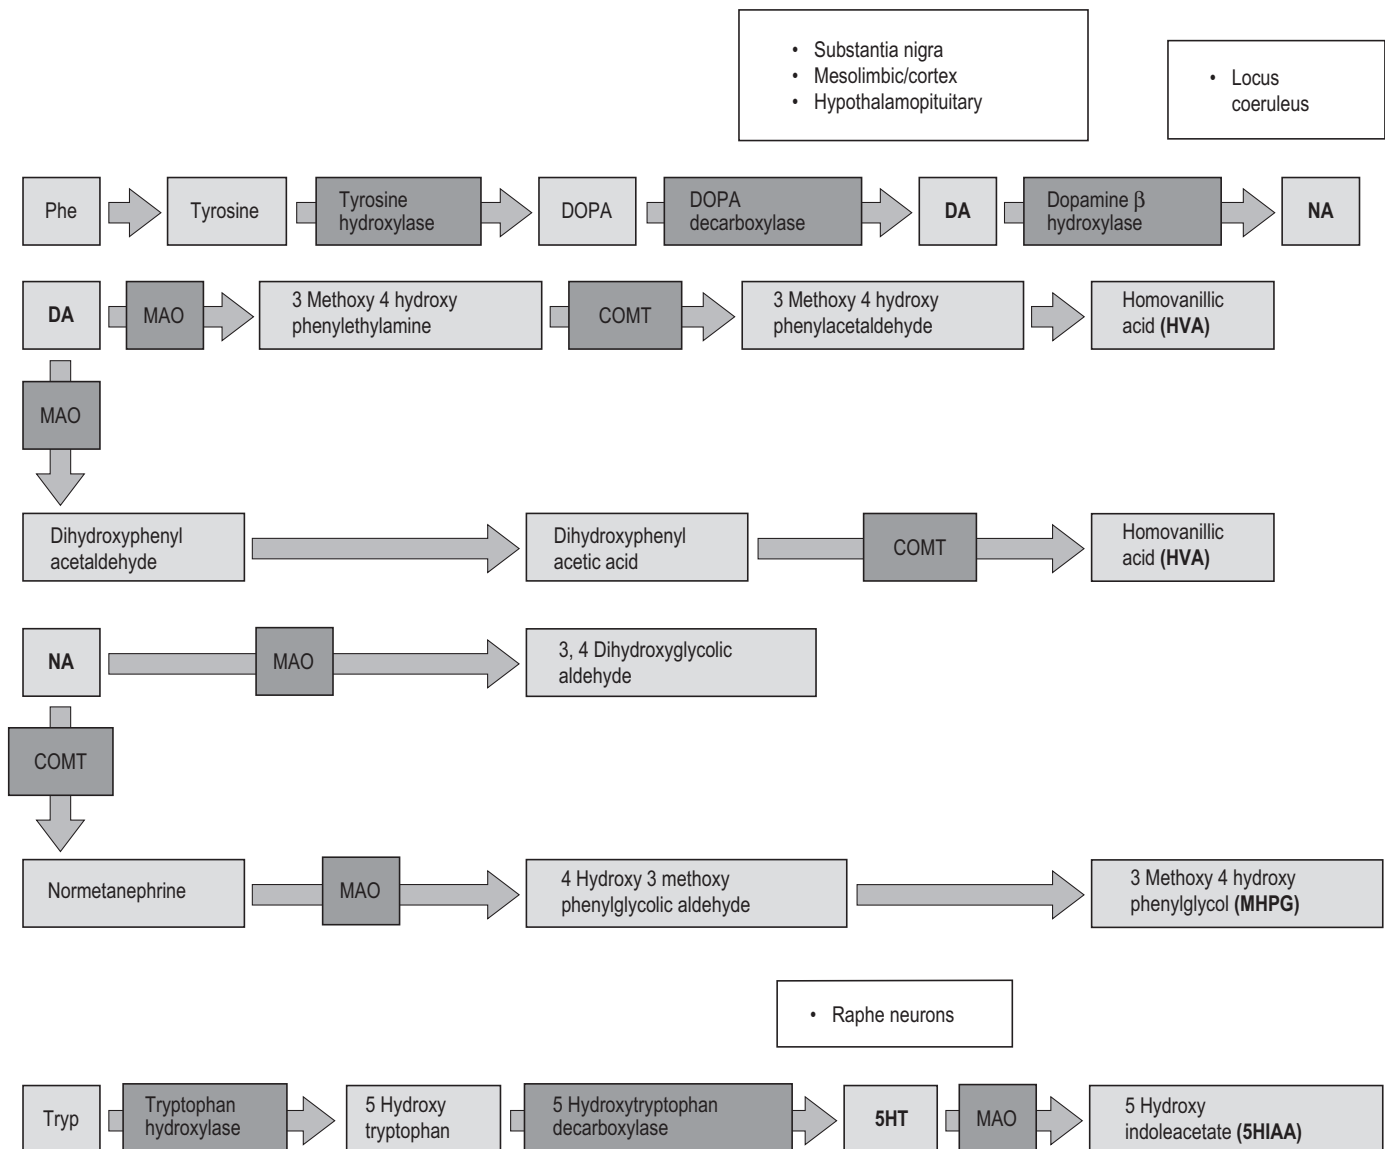 • Substantia nigra
• Mesolimbic/cortex
• Hypothalamopituitary
• Locus
coeruleus
Phe
Tyrosine
Tyrosine
hydroxylase
DOPA
DOPA
decarboxylase
DA
Dopamine β
hydroxylase
NA
DA
MAO
3 Methoxy 4 hydroxy
phenylethylamine
COMT
3 Methoxy 4 hydroxy
phenylacetaldehyde
Homovanillic
acid (HVA)
MAO
Dihydroxyphenyl
acetaldehyde
Dihydroxyphenyl
acetic acid
COMT
Homovanillic
acid (HVA)
NA
MAO
3, 4 Dihydroxyglycolic
aldehyde
COMT
Normetanephrine
MAO
4 Hydroxy 3 methoxy
phenylglycolic aldehyde
3 Methoxy 4 hydroxy
phenylglycol (MHPG)
• Raphe neurons
Tryp
Tryptophan
hydroxylase
5 Hydroxy
tryptophan
5 Hydroxytryptophan
decarboxylase
5HT
MAO
5 Hydroxy
indoleacetate (5HIAA)